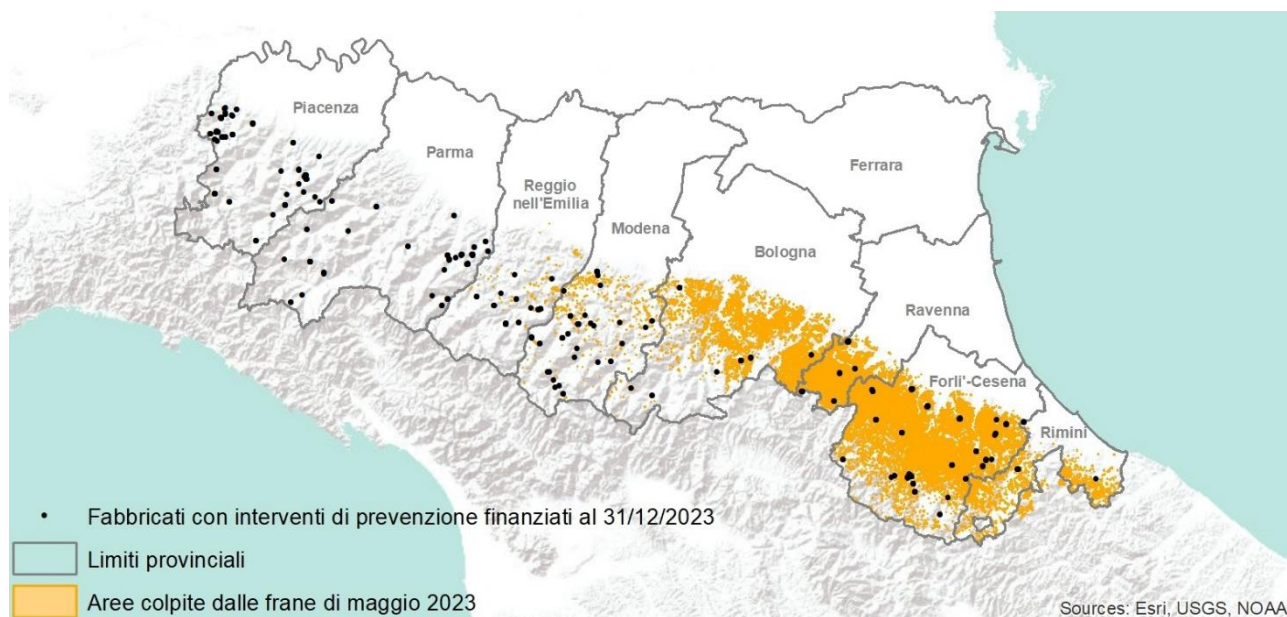 Piacenza
Parma
Reggio
nell'Emilia
Modena
Ferrara
Bologna
Ravenna
Forli'-Cesena
Rimini
Fabbricati con interventi di prevenzione finanziati al 31/12/2023
Limiti provinciali
Aree colpite dalle frane di maggio 2023
Sources: Esri, USGS, NOAA